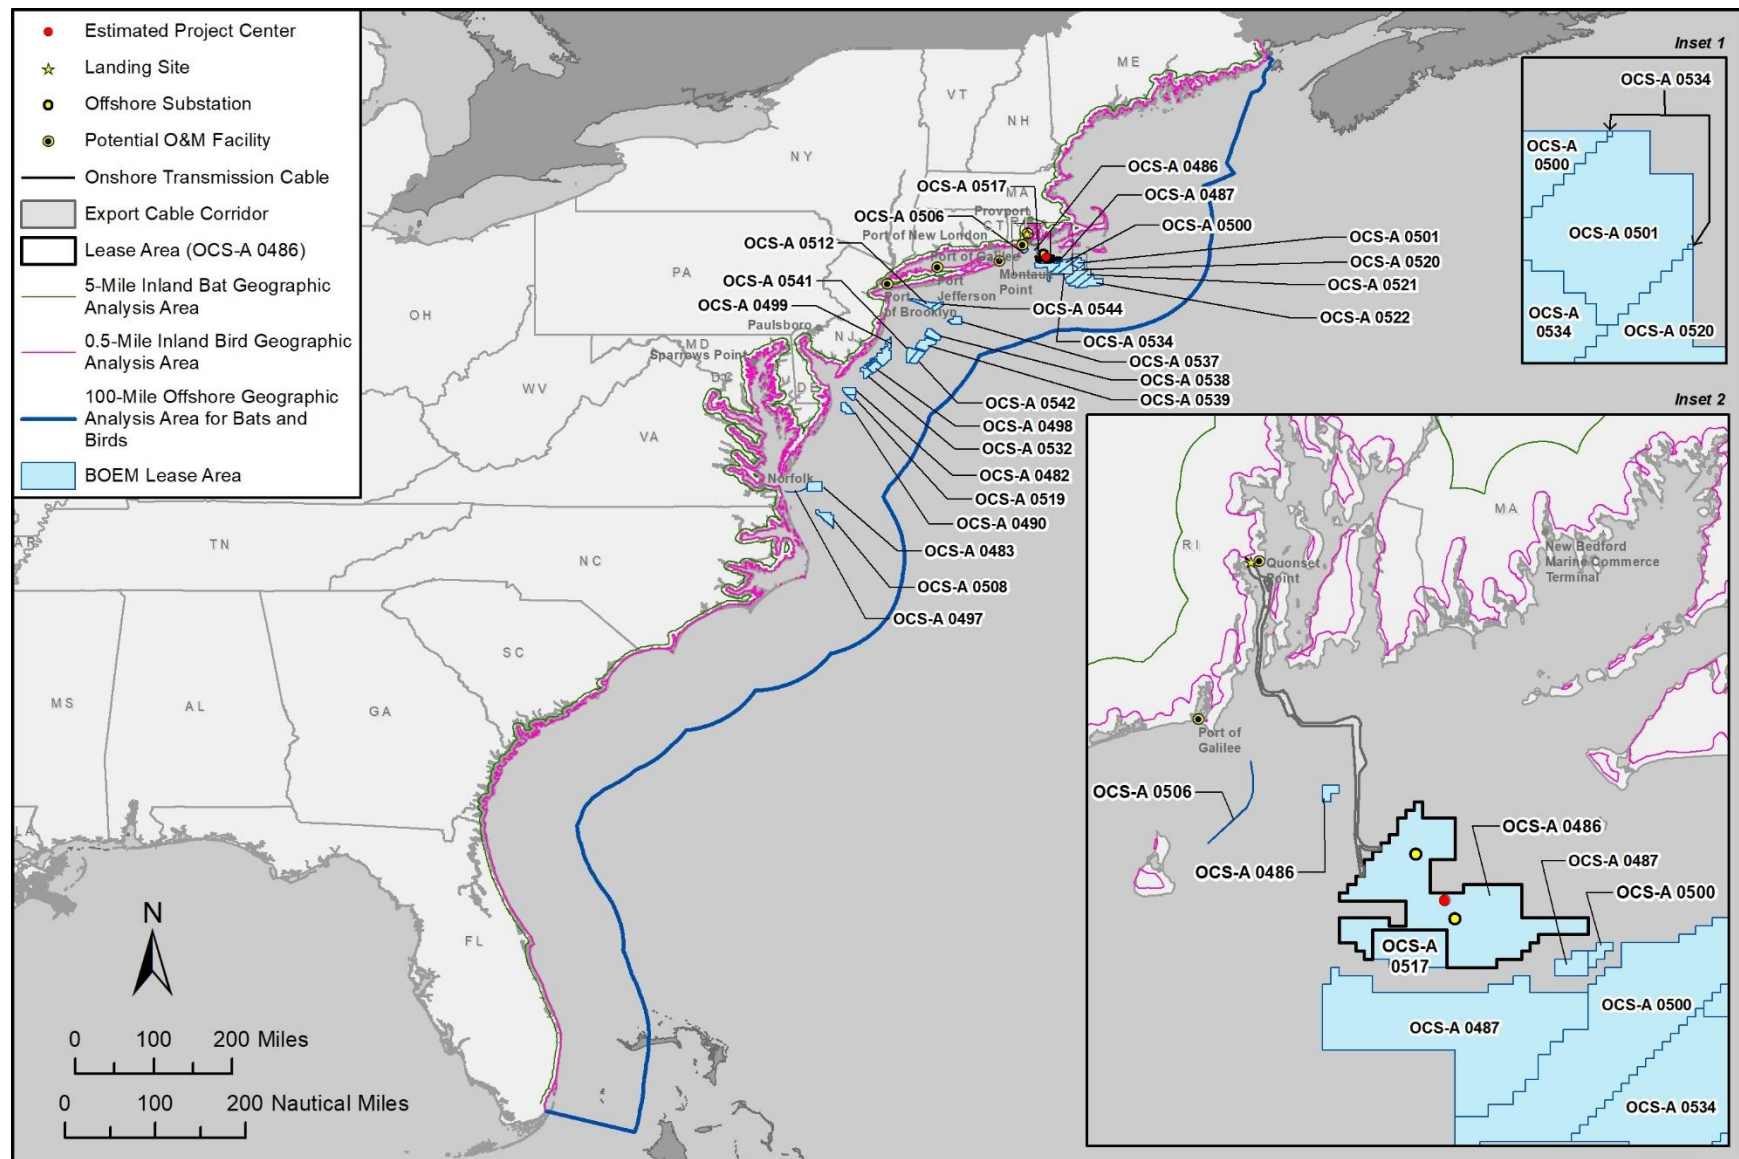 Estimated Project Center
Landing Site
Offshore Substation
Potential O&M Facility
Onshore Transmission Cable
Export Cable Corridor
Lease Area (OCS-A 0486)
5-Mile Inland Bat Geographic
Analysis Area
0.5-Mile Inland Bird Geographic
Analysis Area
100-Mile Offshore Geographic
Analysis Area for Bats and
Birds
BOEM Lease Area
ME
VT
NH
NY
MA
CT
PA
NJ
OH
MD
DE
DC
WV
VA
TN
NC
AR
SC
MS
AL
GA
LA
FL
Provport
Port of New London
Port of Galilee
Montauk
Point
Port
Jefferson
Port
of Brooklyn
Paulsboro
Sparrows Point
Norfolk
OCS-A 0486
OCS-A 0517
OCS-A 0487
OCS-A 0506
OCS-A 0500
OCS-A 0512
OCS-A 0501
OCS-A 0520
OCS-A 0541
OCS-A 0521
OCS-A 0499
OCS-A 0544
OCS-A 0522
OCS-A 0534
OCS-A 0537
OCS-A 0538
OCS-A 0539
OCS-A 0542
OCS-A 0498
OCS-A 0532
OCS-A 0482
OCS-A 0519
OCS-A 0490
OCS-A 0483
OCS-A 0508
OCS-A 0497
N
0 100 200 Miles
0 100 200 Nautical Miles
Inset 1
OCS-A 0534
OCS-A
0500
OCS-A 0501
OCS-A
0534
OCS-A 0520
Inset 2
MA
RI
New Bedford
Marine Commerce
Terminal
Quonset
Point
Port of
Galilee
OCS-A 0506
OCS-A 0486
OCS-A 0486
OCS-A 0487
OCS-A 0500
OCS-A
0517
OCS-A 0500
OCS-A 0487
OCS-A 0534